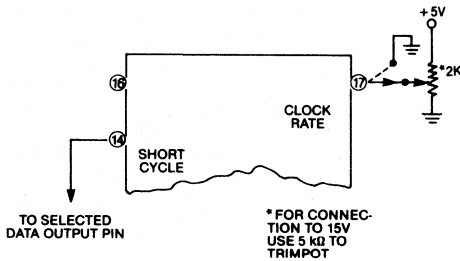 +5V
*2K
16
17
CLOCK
RATE
14
SHORT
CYCLE
TO SELECTED
DATA OUTPUT PIN
*FOR CONNEC-
TION TO 15V
USE 5 kΩ TO
TRIMPOT